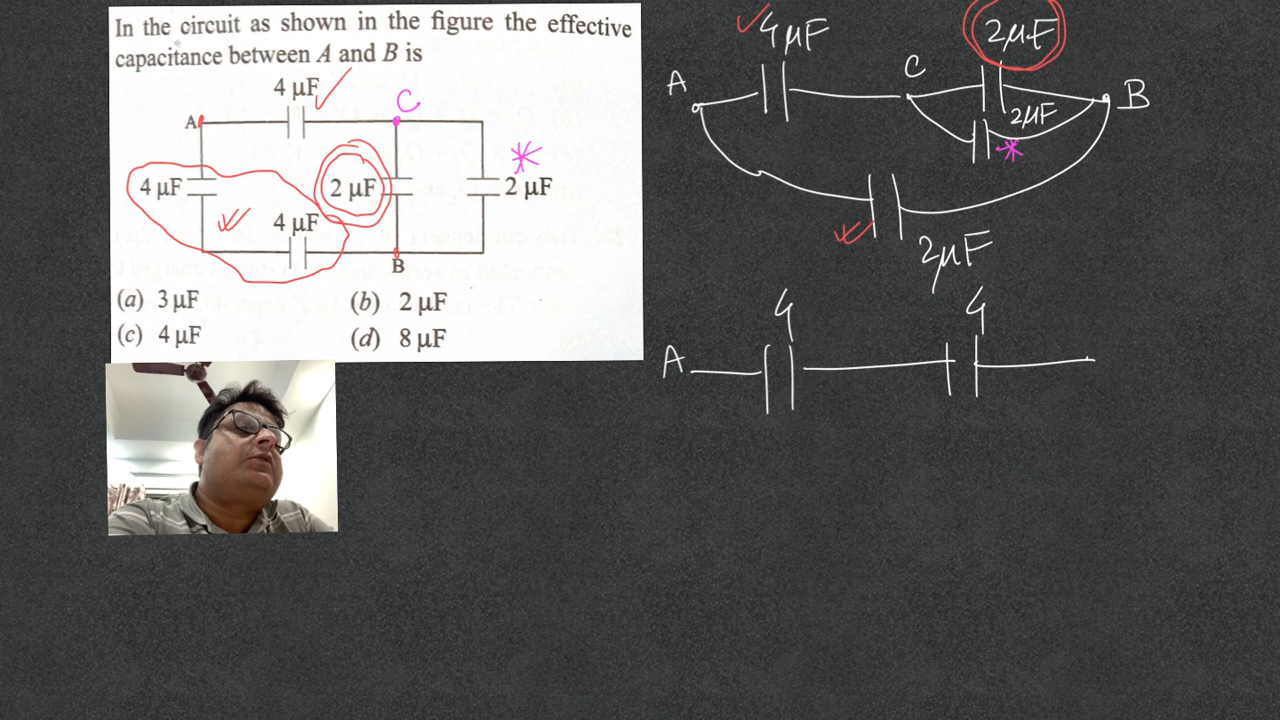 In the circuit as shown in the figure the effective
capacitance between A and B is
4 μF
C
A
*
4 μF
2 μF
2 μF
4 μF
B
(a) 3 μF
(b) 2 μF
(c) 4 μF
(d) 8 μF
4μF
2μF
A
C
B
2μF
*
2μF
4
4
A